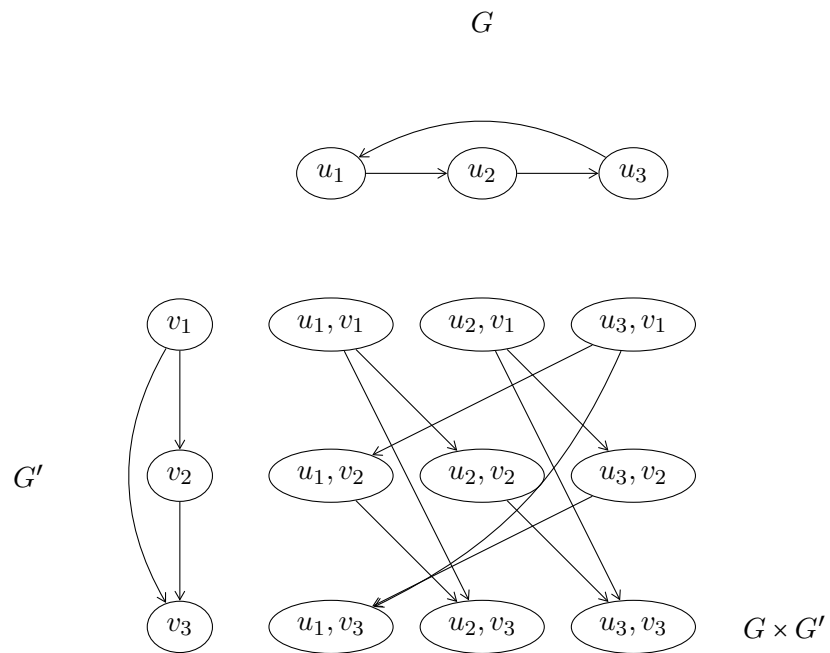 G
u₁ u₂ u₃
v₁ u₁, v₁ u₂, v₁ u₃, v₁
G′ v₂ u₁, v₂ u₂, v₂ u₃, v₂
v₃ u₁, v₃ u₂, v₃ u₃, v₃ G × G′